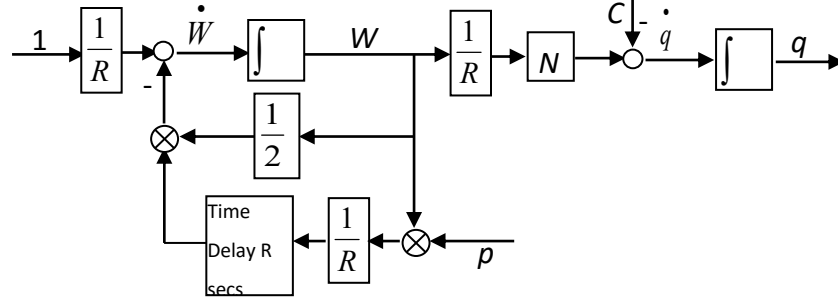 C - q̇
1 1/R Ẇ ∫ W 1/R N ∫ q
-
1/2
Time
Delay R
secs
1/R
p